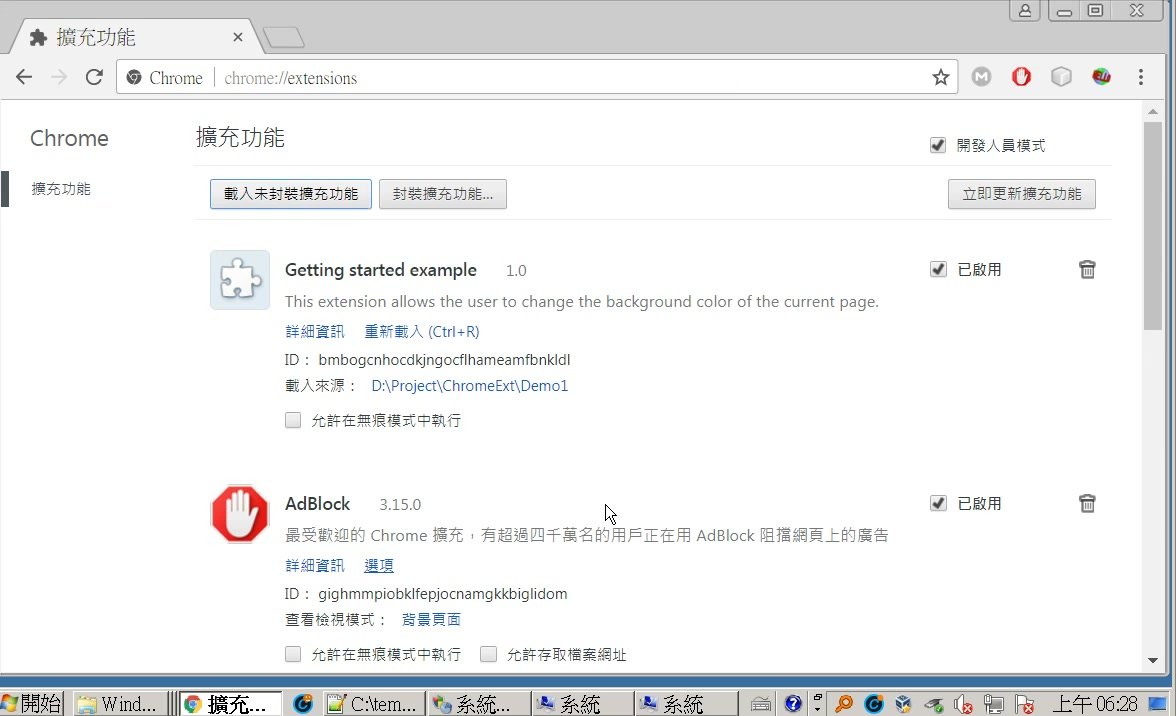 擴充功能
Chrome chrome://extensions
Chrome
擴充功能
擴充功能
開發人員模式
載入未封裝擴充功能
封裝擴充功能...
立即更新擴充功能
Getting started example 1.0
已啟用
This extension allows the user to change the background color of the current page.
詳細資訊 重新載入 (Ctrl+R)
ID： bmbogcnhocdkjngocflhameamfbnkldl
載入來源： D:\Project\ChromeExt\Demo1
允許在無痕模式中執行
AdBlock 3.15.0
已啟用
最受歡迎的 Chrome 擴充，有超過四千萬名的用戶正在用 AdBlock 阻擋網頁上的廣告
詳細資訊 選項
ID： gighmmpiobklfepjocnamgkkbiglidom
查看檢視模式： 背景頁面
允許在無痕模式中執行 允許存取檔案網址
開始 Wind... 擴充... C:\tem... 系統... 系統 系統 上午 06:28